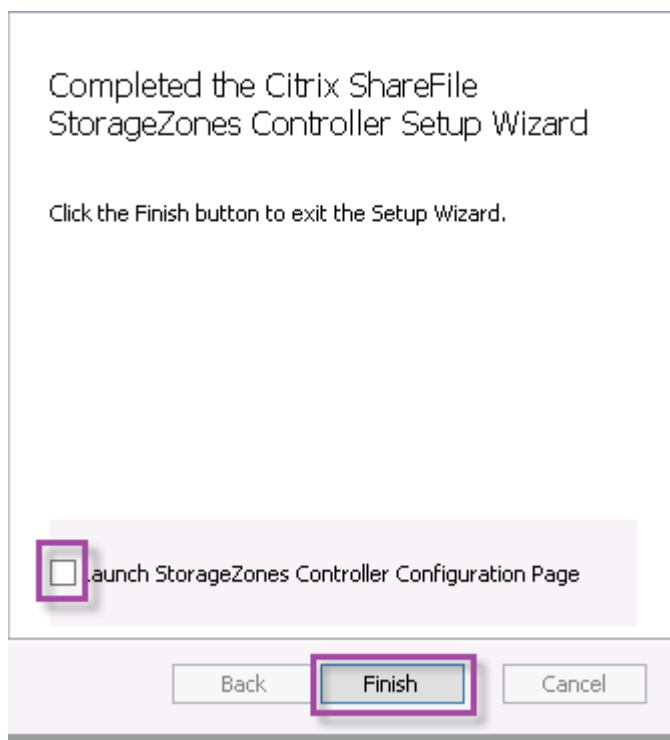 Completed the Citrix ShareFile
StorageZones Controller Setup Wizard
Click the Finish button to exit the Setup Wizard.
Launch StorageZones Controller Configuration Page
Back
Finish
Cancel